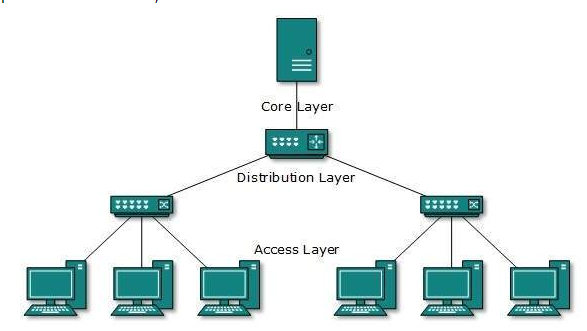 Core Layer
Distribution Layer
Access Layer